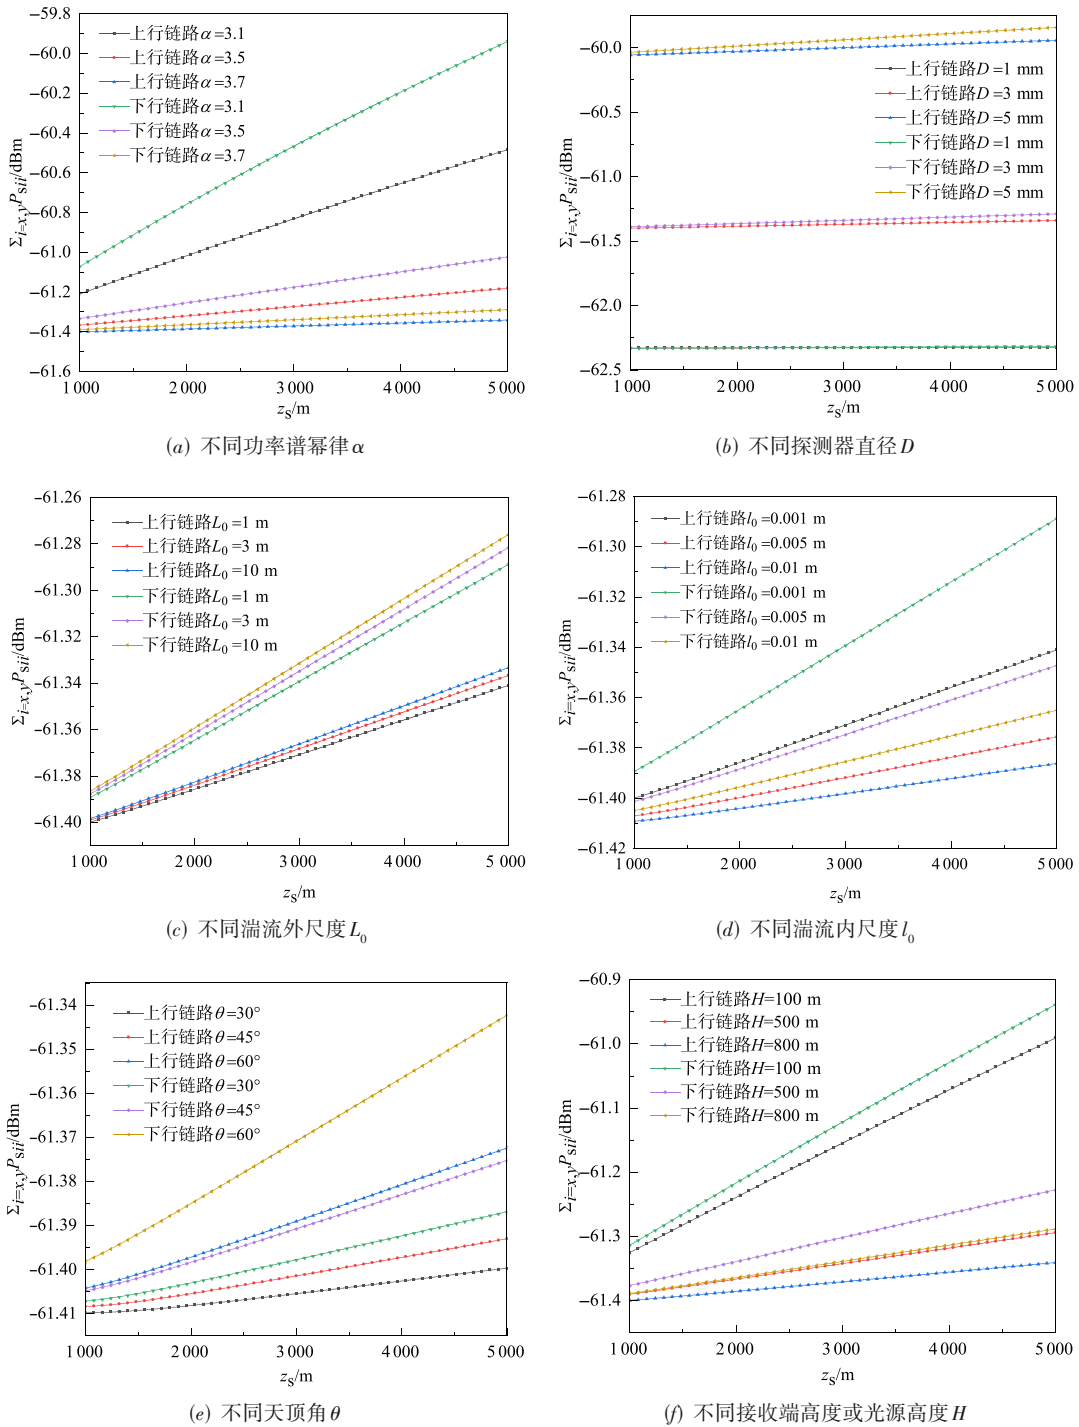 −59.8
−60.0
−60.2
−60.4
−60.6
−60.8
−61.0
−61.2
−61.4
−61.6
Σi=x,yPsii/dBm
上行链路α=3.1
上行链路α=3.5
上行链路α=3.7
下行链路α=3.1
下行链路α=3.5
下行链路α=3.7
1 000 2 000 3 000 4 000 5 000
zs/m
(a) 不同功率谱幂律α
−60.0
−60.5
−61.0
−61.5
−62.0
−62.5
Σi=x,yPsii/dBm
上行链路D=1 mm
上行链路D=3 mm
上行链路D=5 mm
下行链路D=1 mm
下行链路D=3 mm
下行链路D=5 mm
1 000 2 000 3 000 4 000 5 000
zs/m
(b) 不同探测器直径D
−61.26
−61.28
−61.30
−61.32
−61.34
−61.36
−61.38
−61.40
Σi=x,yPsii/dBm
上行链路L0=1 m
上行链路L0=3 m
上行链路L0=10 m
下行链路L0=1 m
下行链路L0=3 m
下行链路L0=10 m
1 000 2 000 3 000 4 000 5 000
zs/m
(c) 不同湍流外尺度L0
−61.28
−61.30
−61.32
−61.34
−61.36
−61.38
−61.40
−61.42
Σi=x,yPsii/dBm
上行链路l0=0.001 m
上行链路l0=0.005 m
上行链路l0=0.01 m
下行链路l0=0.001 m
下行链路l0=0.005 m
下行链路l0=0.01 m
1 000 2 000 3 000 4 000 5 000
zs/m
(d) 不同湍流内尺度l0
−61.34
−61.35
−61.36
−61.37
−61.38
−61.39
−61.40
−61.41
Σi=x,yPsii/dBm
上行链路θ=30°
上行链路θ=45°
上行链路θ=60°
下行链路θ=30°
下行链路θ=45°
下行链路θ=60°
1 000 2 000 3 000 4 000 5 000
zs/m
(e) 不同天顶角θ
−60.9
−61.0
−61.1
−61.2
−61.3
−61.4
Σi=x,yPsii/dBm
上行链路H=100 m
上行链路H=500 m
上行链路H=800 m
下行链路H=100 m
下行链路H=500 m
下行链路H=800 m
1 000 2 000 3 000 4 000 5 000
zs/m
(f) 不同接收端高度或光源高度H